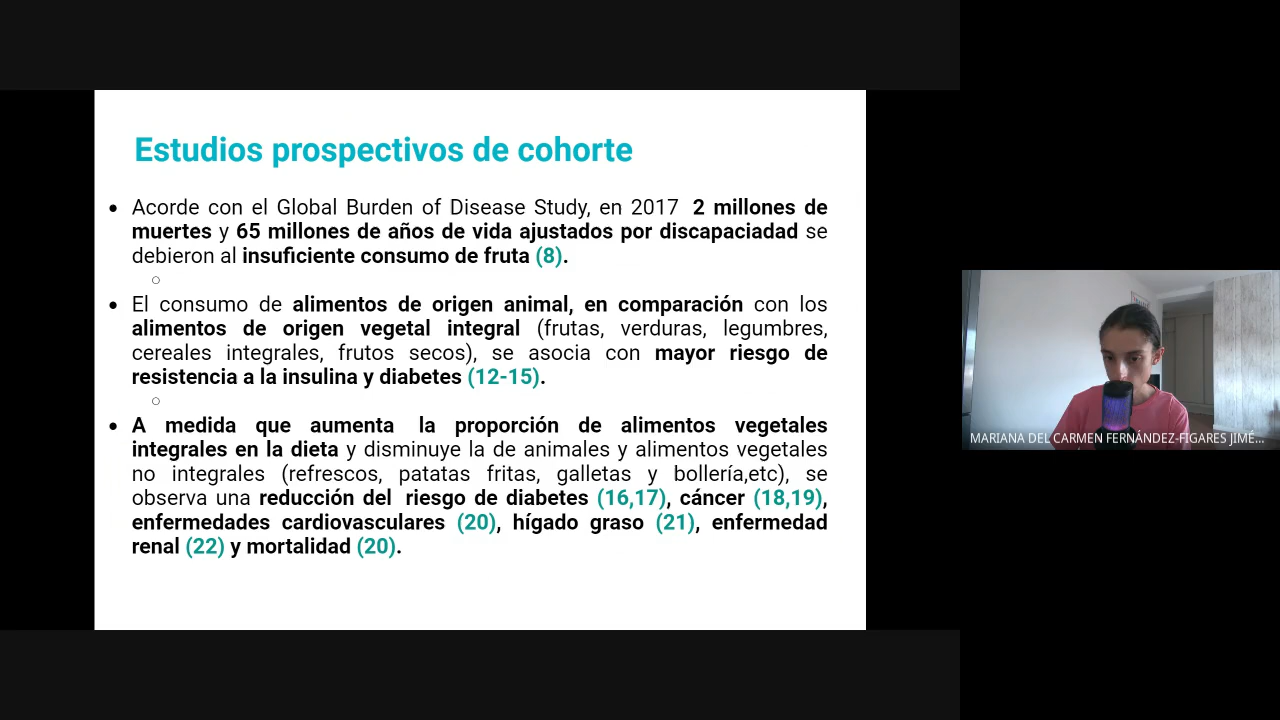 Estudios prospectivos de cohorte
Acorde con el Global Burden of Disease Study, en 2017 2 millones de
muertes y 65 millones de años de vida ajustados por discapaciadad se
debieron al insuficiente consumo de fruta (8).
El consumo de alimentos de origen animal, en comparación con los
alimentos de origen vegetal integral (frutas, verduras, legumbres,
cereales integrales, frutos secos), se asocia con mayor riesgo de
resistencia a la insulina y diabetes (12-15).
A medida que aumenta la proporción de alimentos vegetales
integrales en la dieta y disminuye la de animales y alimentos vegetales
no integrales (refrescos, patatas fritas, galletas y bollería,etc), se
observa una reducción del riesgo de diabetes (16,17), cáncer (18,19),
enfermedades cardiovasculares (20), hígado graso (21), enfermedad
renal (22) y mortalidad (20).
MARIANA DEL CARMEN FERNÁNDEZ-FIGARES JIMÉ...